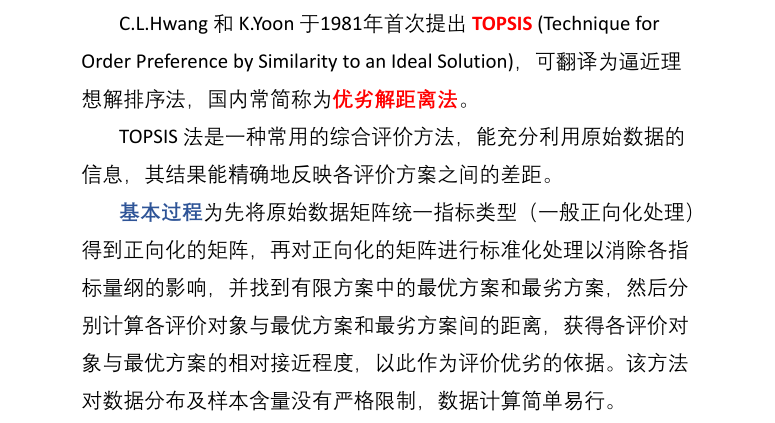 C.L.Hwang 和 K.Yoon 于1981年首次提出 TOPSIS (Technique for
Order Preference by Similarity to an Ideal Solution)，可翻译为逼近理
想解排序法，国内常简称为优劣解距离法。
TOPSIS 法是一种常用的综合评价方法，能充分利用原始数据的
信息，其结果能精确地反映各评价方案之间的差距。
基本过程为先将原始数据矩阵统一指标类型（一般正向化处理）
得到正向化的矩阵，再对正向化的矩阵进行标准化处理以消除各指
标量纲的影响，并找到有限方案中的最优方案和最劣方案，然后分
别计算各评价对象与最优方案和最劣方案间的距离，获得各评价对
象与最优方案的相对接近程度，以此作为评价优劣的依据。该方法
对数据分布及样本含量没有严格限制，数据计算简单易行。